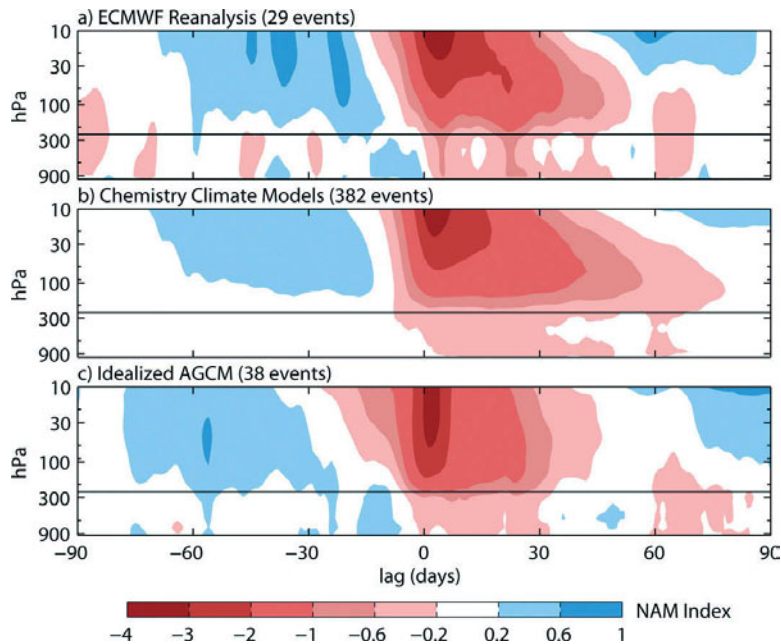 a) ECMWF Reanalysis (29 events)
10
30
100
300
900
hPa
b) Chemistry Climate Models (382 events)
10
30
100
300
900
hPa
c) Idealized AGCM (38 events)
10
30
100
300
900
hPa
−90 −60 −30 0 30 60 90
lag (days)
NAM Index
−4 −3 −2 −1 −0.6 −0.2 0.2 0.6 1